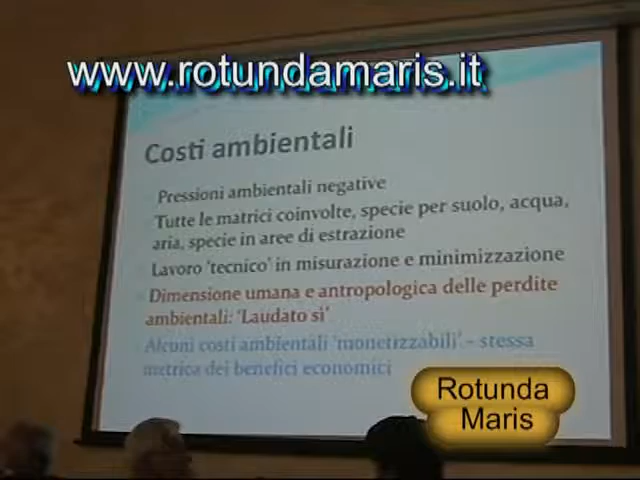 www.rotundamaris.it
Costi ambientali
Pressioni ambientali negative
Tutte le matrici coinvolte, specie per suolo, acqua,
aria, specie in aree di estrazione
Lavoro 'tecnico' in misurazione e minimizzazione
Dimensione umana e antropologica delle perdite
ambientali: 'Laudato si'
Alcuni costi ambientali 'monetizzabili' - stessa
metrica dei benefici economici
Rotunda
Maris